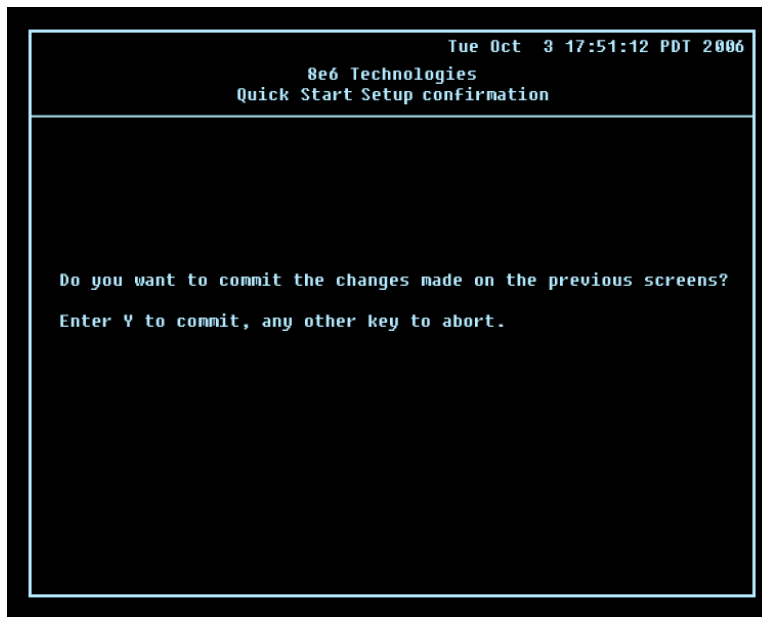 Tue Oct  3 17:51:12 PDT 2006
8e6 Technologies
Quick Start Setup confirmation
Do you want to commit the changes made on the previous screens?
Enter Y to commit, any other key to abort.